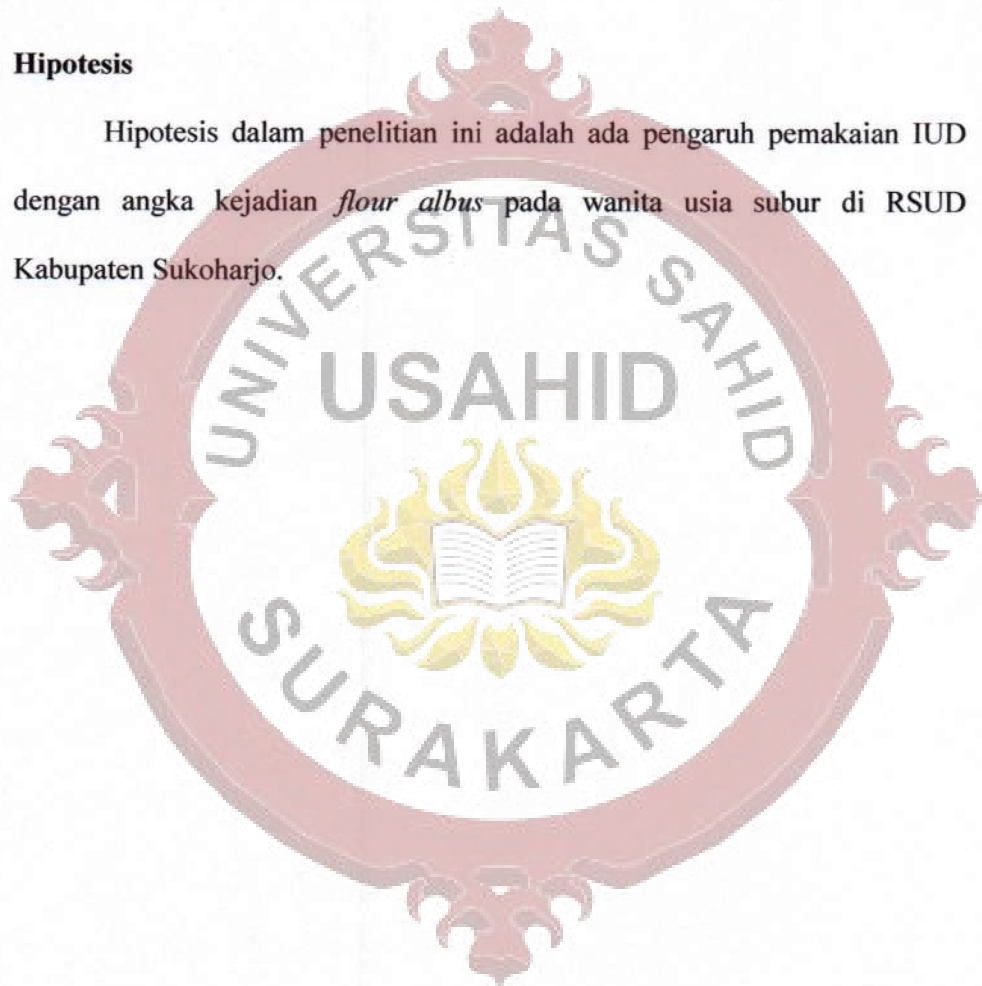 Hipotesis
Hipotesis dalam penelitian ini adalah ada pengaruh pemakaian IUD
dengan angka kejadian flour albus pada wanita usia subur di RSUD
Kabupaten Sukoharjo.
UNIVERSITAS SAHID
USAHID
SURAKARTA